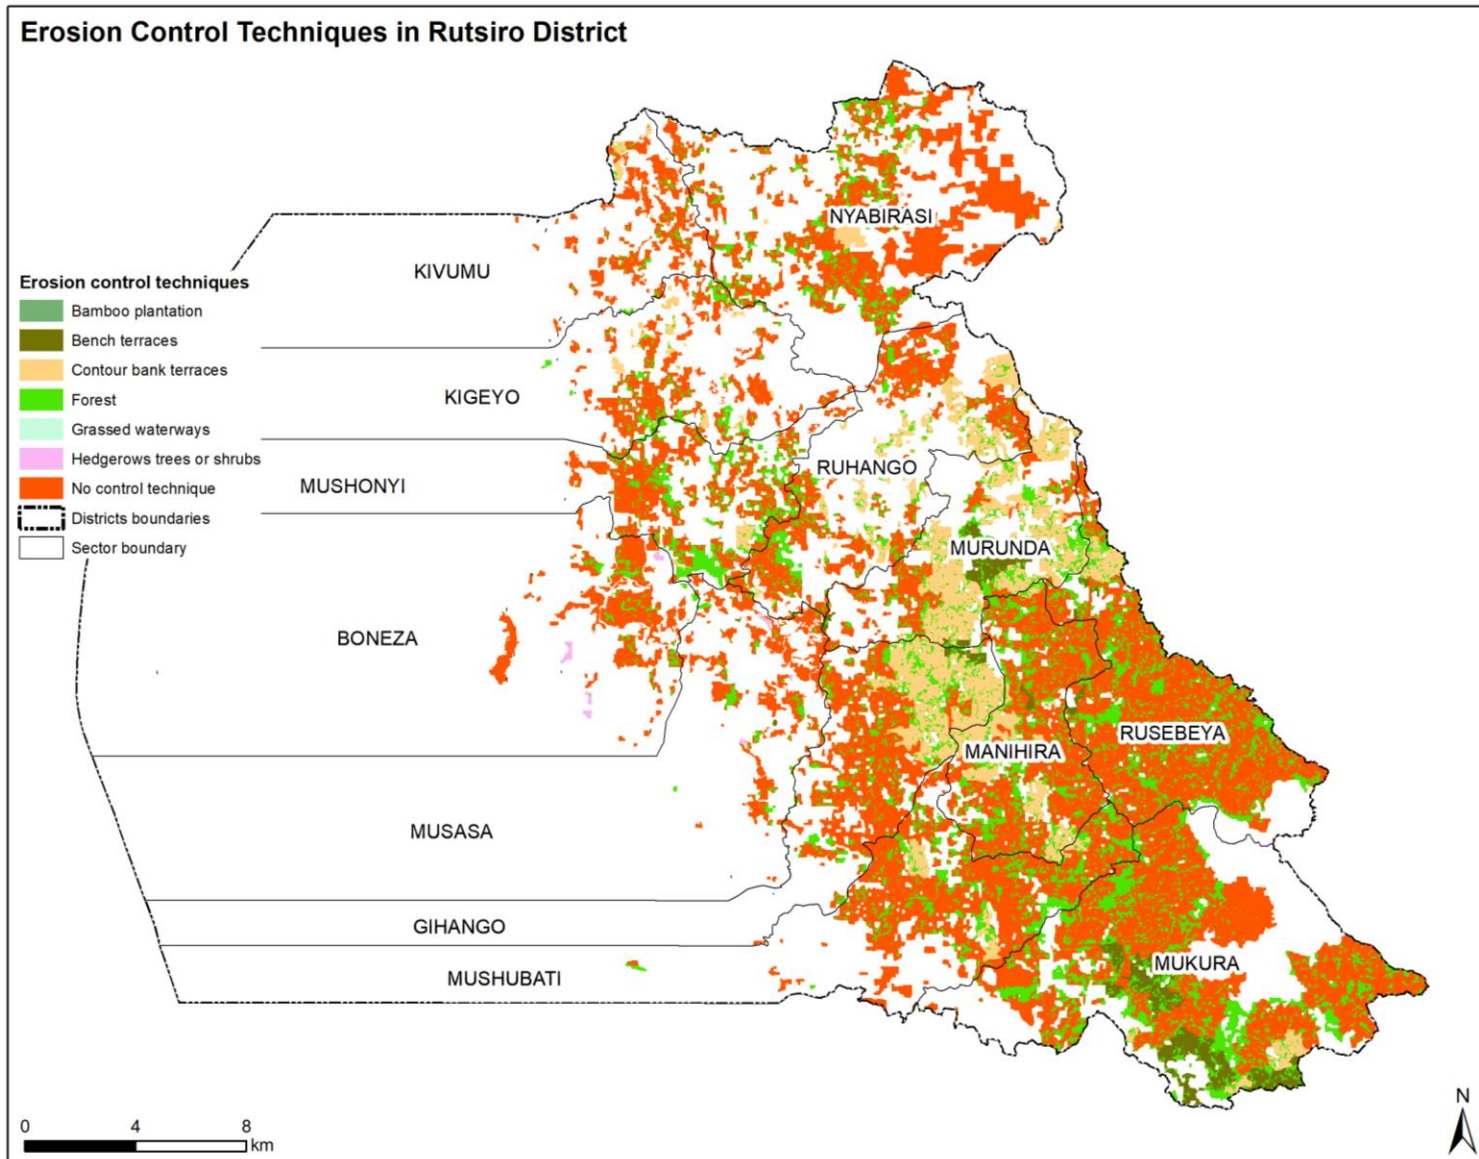 Erosion Control Techniques in Rutsiro District
NYABIRASI
KIVUMU
Erosion control techniques
Bamboo plantation
Bench terraces
Contour bank terraces
Forest
Grassed waterways
Hedgerows trees or shrubs
No control technique
Districts boundaries
Sector boundary
KIGEYO
RUHANGO
MUSHONYI
MURUNDA
BONEZA
RUSEBEYA
MANIHIRA
MUSASA
GIHANGO
MUKURA
MUSHUBATI
0 4 8
km
N